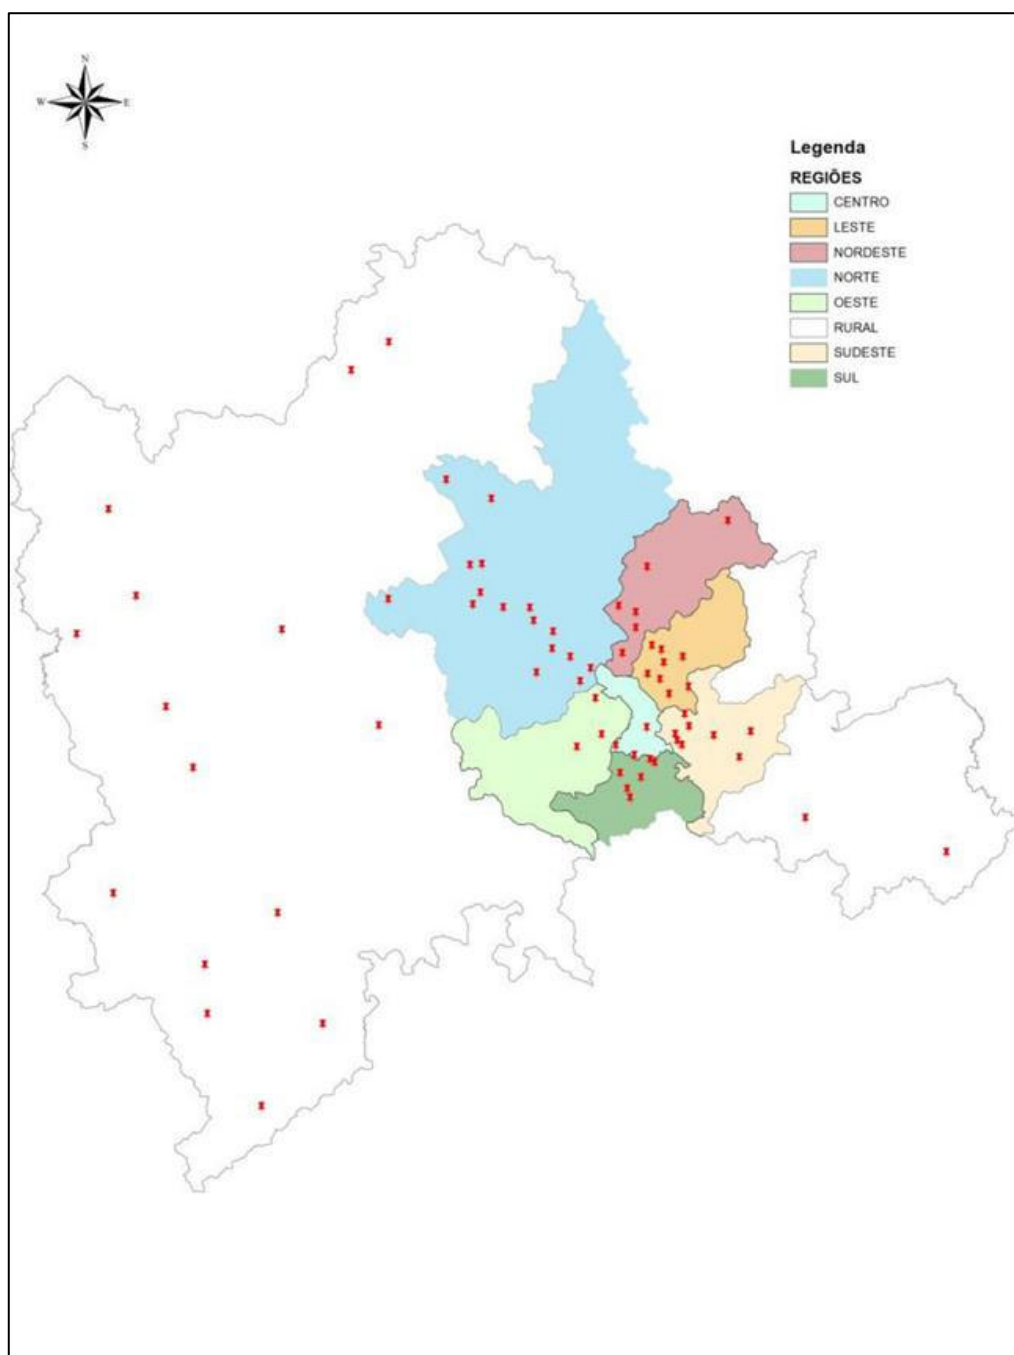 N
W E
S
Legenda
REGIÕES
CENTRO
LESTE
NORDESTE
NORTE
OESTE
RURAL
SUDESTE
SUL